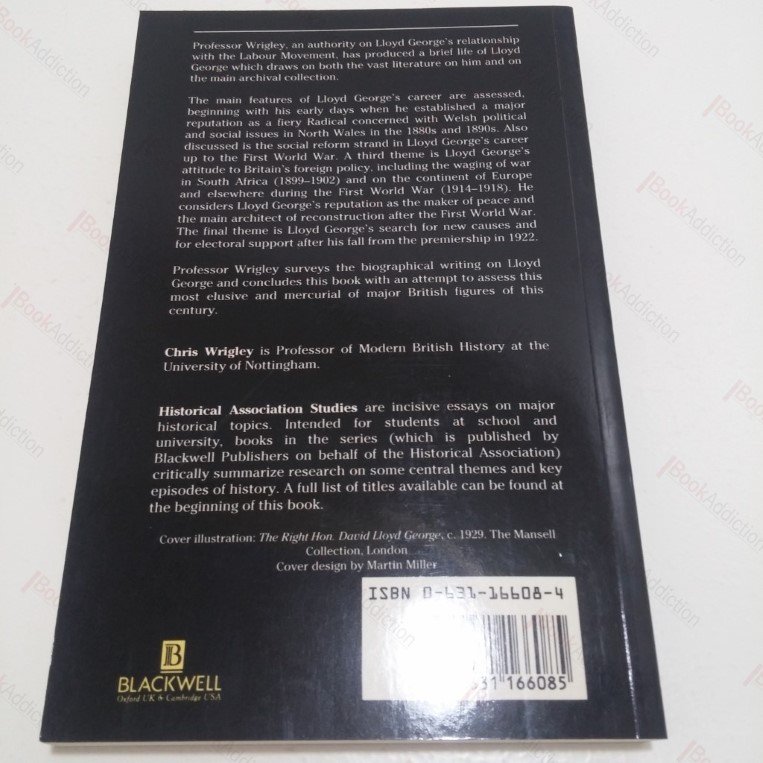 Professor Wrigley, an authority on Lloyd George's relationship
with the Labour Movement, has produced a brief life of Lloyd
George which draws on both the vast literature on him and on
the main archival collection.
The main features of Lloyd George's career are assessed,
beginning with his early days when he established a major
reputation as a fiery Radical concerned with Welsh political
and social issues in North Wales in the 1880s and 1890s. Also
discussed is the social reform strand in Lloyd George's career
up to the First World War. A third theme is Lloyd George's
attitude to Britain's foreign policy, including the waging of war
in South Africa (1899–1902) and on the continent of Europe
and elsewhere during the First World War (1914–1918). He
considers Lloyd George's reputation as the maker of peace and
the main architect of reconstruction after the First World War.
The final theme is Lloyd George's search for new causes and
for electoral support after his fall from the premiership in 1922.
Professor Wrigley surveys the biographical writing on Lloyd
George and concludes this book with an attempt to assess this
most elusive and mercurial of major British figures of this
century.
Chris Wrigley is Professor of Modern British History at the
University of Nottingham.
Historical Association Studies are incisive essays on major
historical topics. Intended for students at school and
university, books in the series (which is published by
Blackwell Publishers on behalf of the Historical Association)
critically summarize research on some central themes and key
episodes of history. A full list of titles available can be found at
the beginning of this book.
Cover illustration: The Right Hon. David Lloyd George, c. 1929. The Mansell
Collection, London
Cover design by Martin Miller
ISBN 0-631-16608-4
166085
B
BLACKWELL
Oxford UK & Cambridge USA
BookAddiction